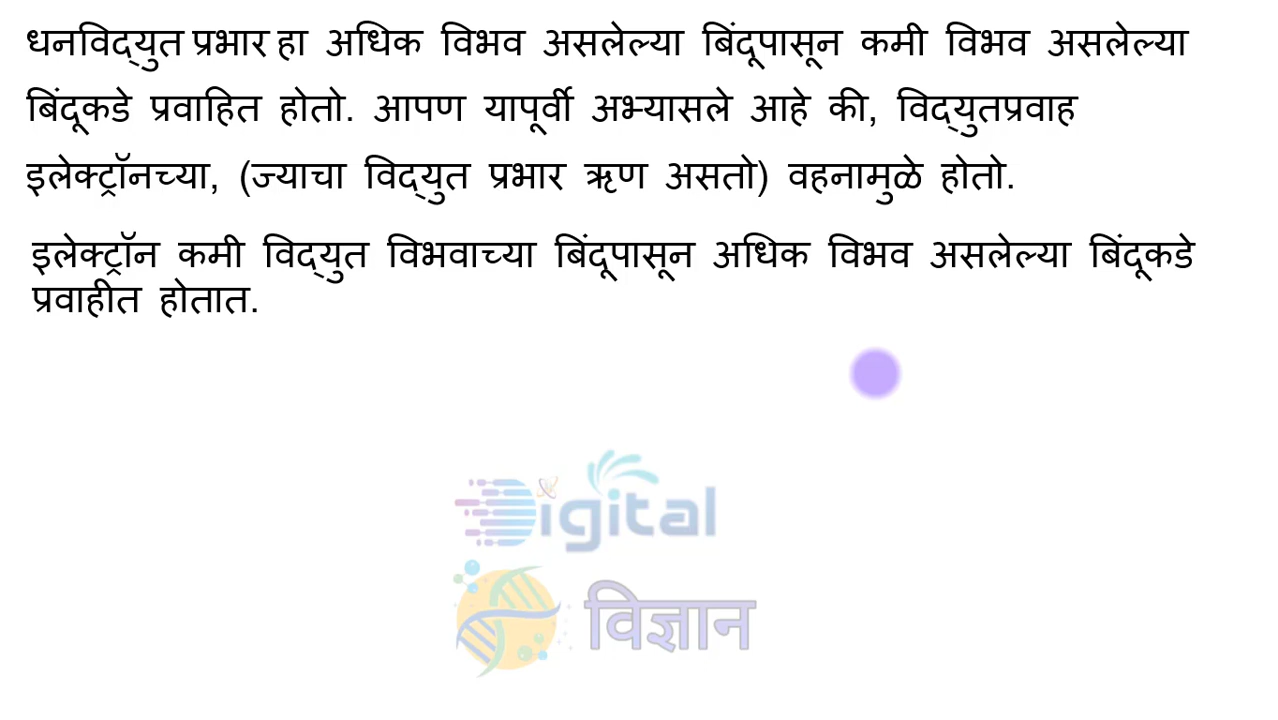 धनविद्युत प्रभार हा अधिक विभव असलेल्या बिंदूपासून कमी विभव असलेल्या
बिंदूकडे प्रवाहित होतो. आपण यापूर्वी अभ्यासले आहे की, विद्युतप्रवाह
इलेक्ट्रॉनच्या, (ज्याचा विद्युत प्रभार ऋण असतो) वहनामुळे होतो.
इलेक्ट्रॉन कमी विद्युत विभवाच्या बिंदूपासून अधिक विभव असलेल्या बिंदूकडे
प्रवाहीत होतात.
Digital
विज्ञान